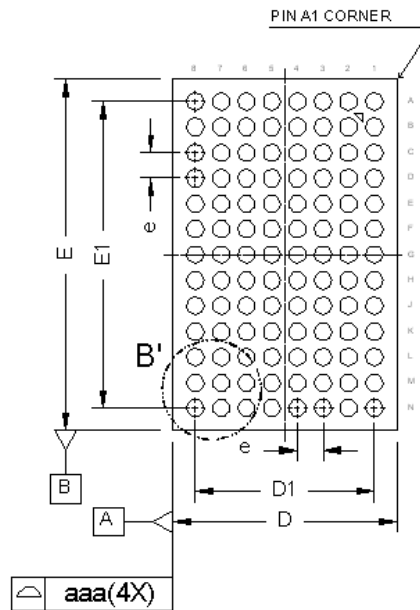 PIN A1 CORNER
8 7 6 5 4 3 2 1
A
B
C
D
E
F
G
H
J
K
L
M
N
e
E1
E
B'
e
D1
D
B
A
aaa(4X)